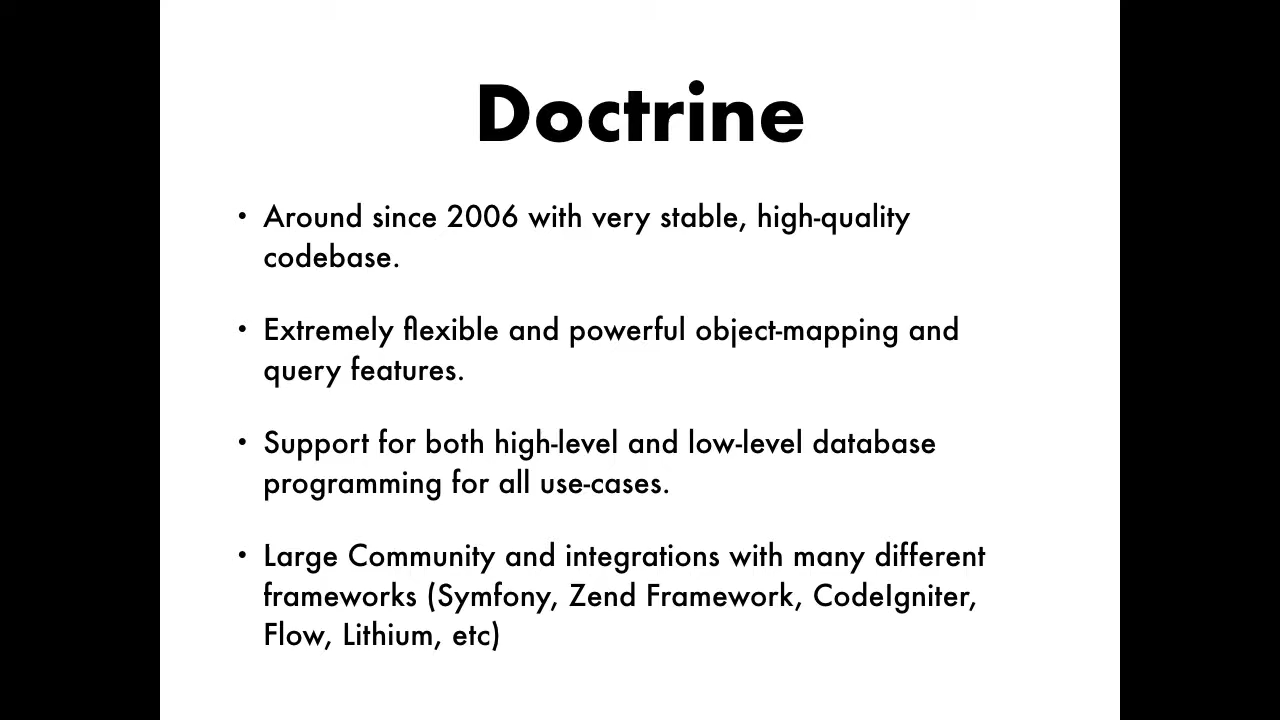 Doctrine
• Around since 2006 with very stable, high-quality
codebase.
• Extremely flexible and powerful object-mapping and
query features.
• Support for both high-level and low-level database
programming for all use-cases.
• Large Community and integrations with many different
frameworks (Symfony, Zend Framework, CodeIgniter,
Flow, Lithium, etc)